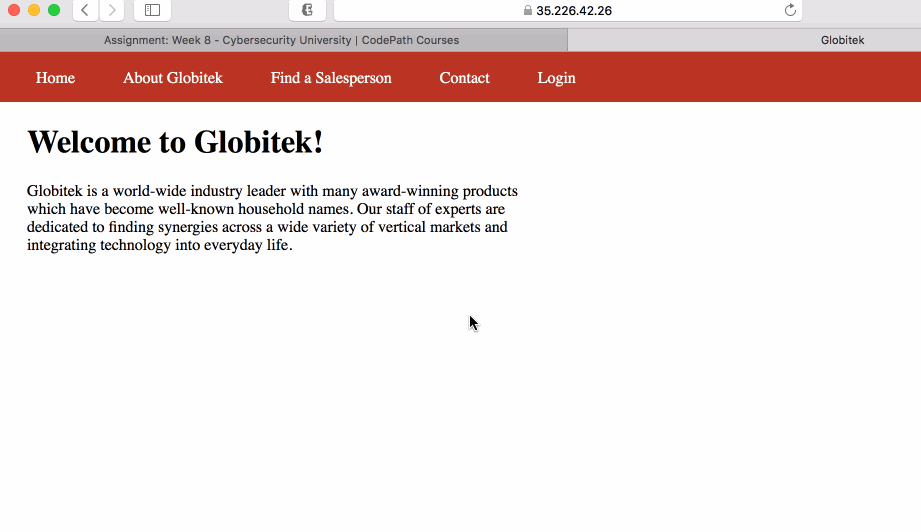 35.226.42.26
Assignment: Week 8 - Cybersecurity University | CodePath Courses
Globitek
Home
About Globitek
Find a Salesperson
Contact
Login
Welcome to Globitek!
Globitek is a world-wide industry leader with many award-winning products
which have become well-known household names. Our staff of experts are
dedicated to finding synergies across a wide variety of vertical markets and
integrating technology into everyday life.